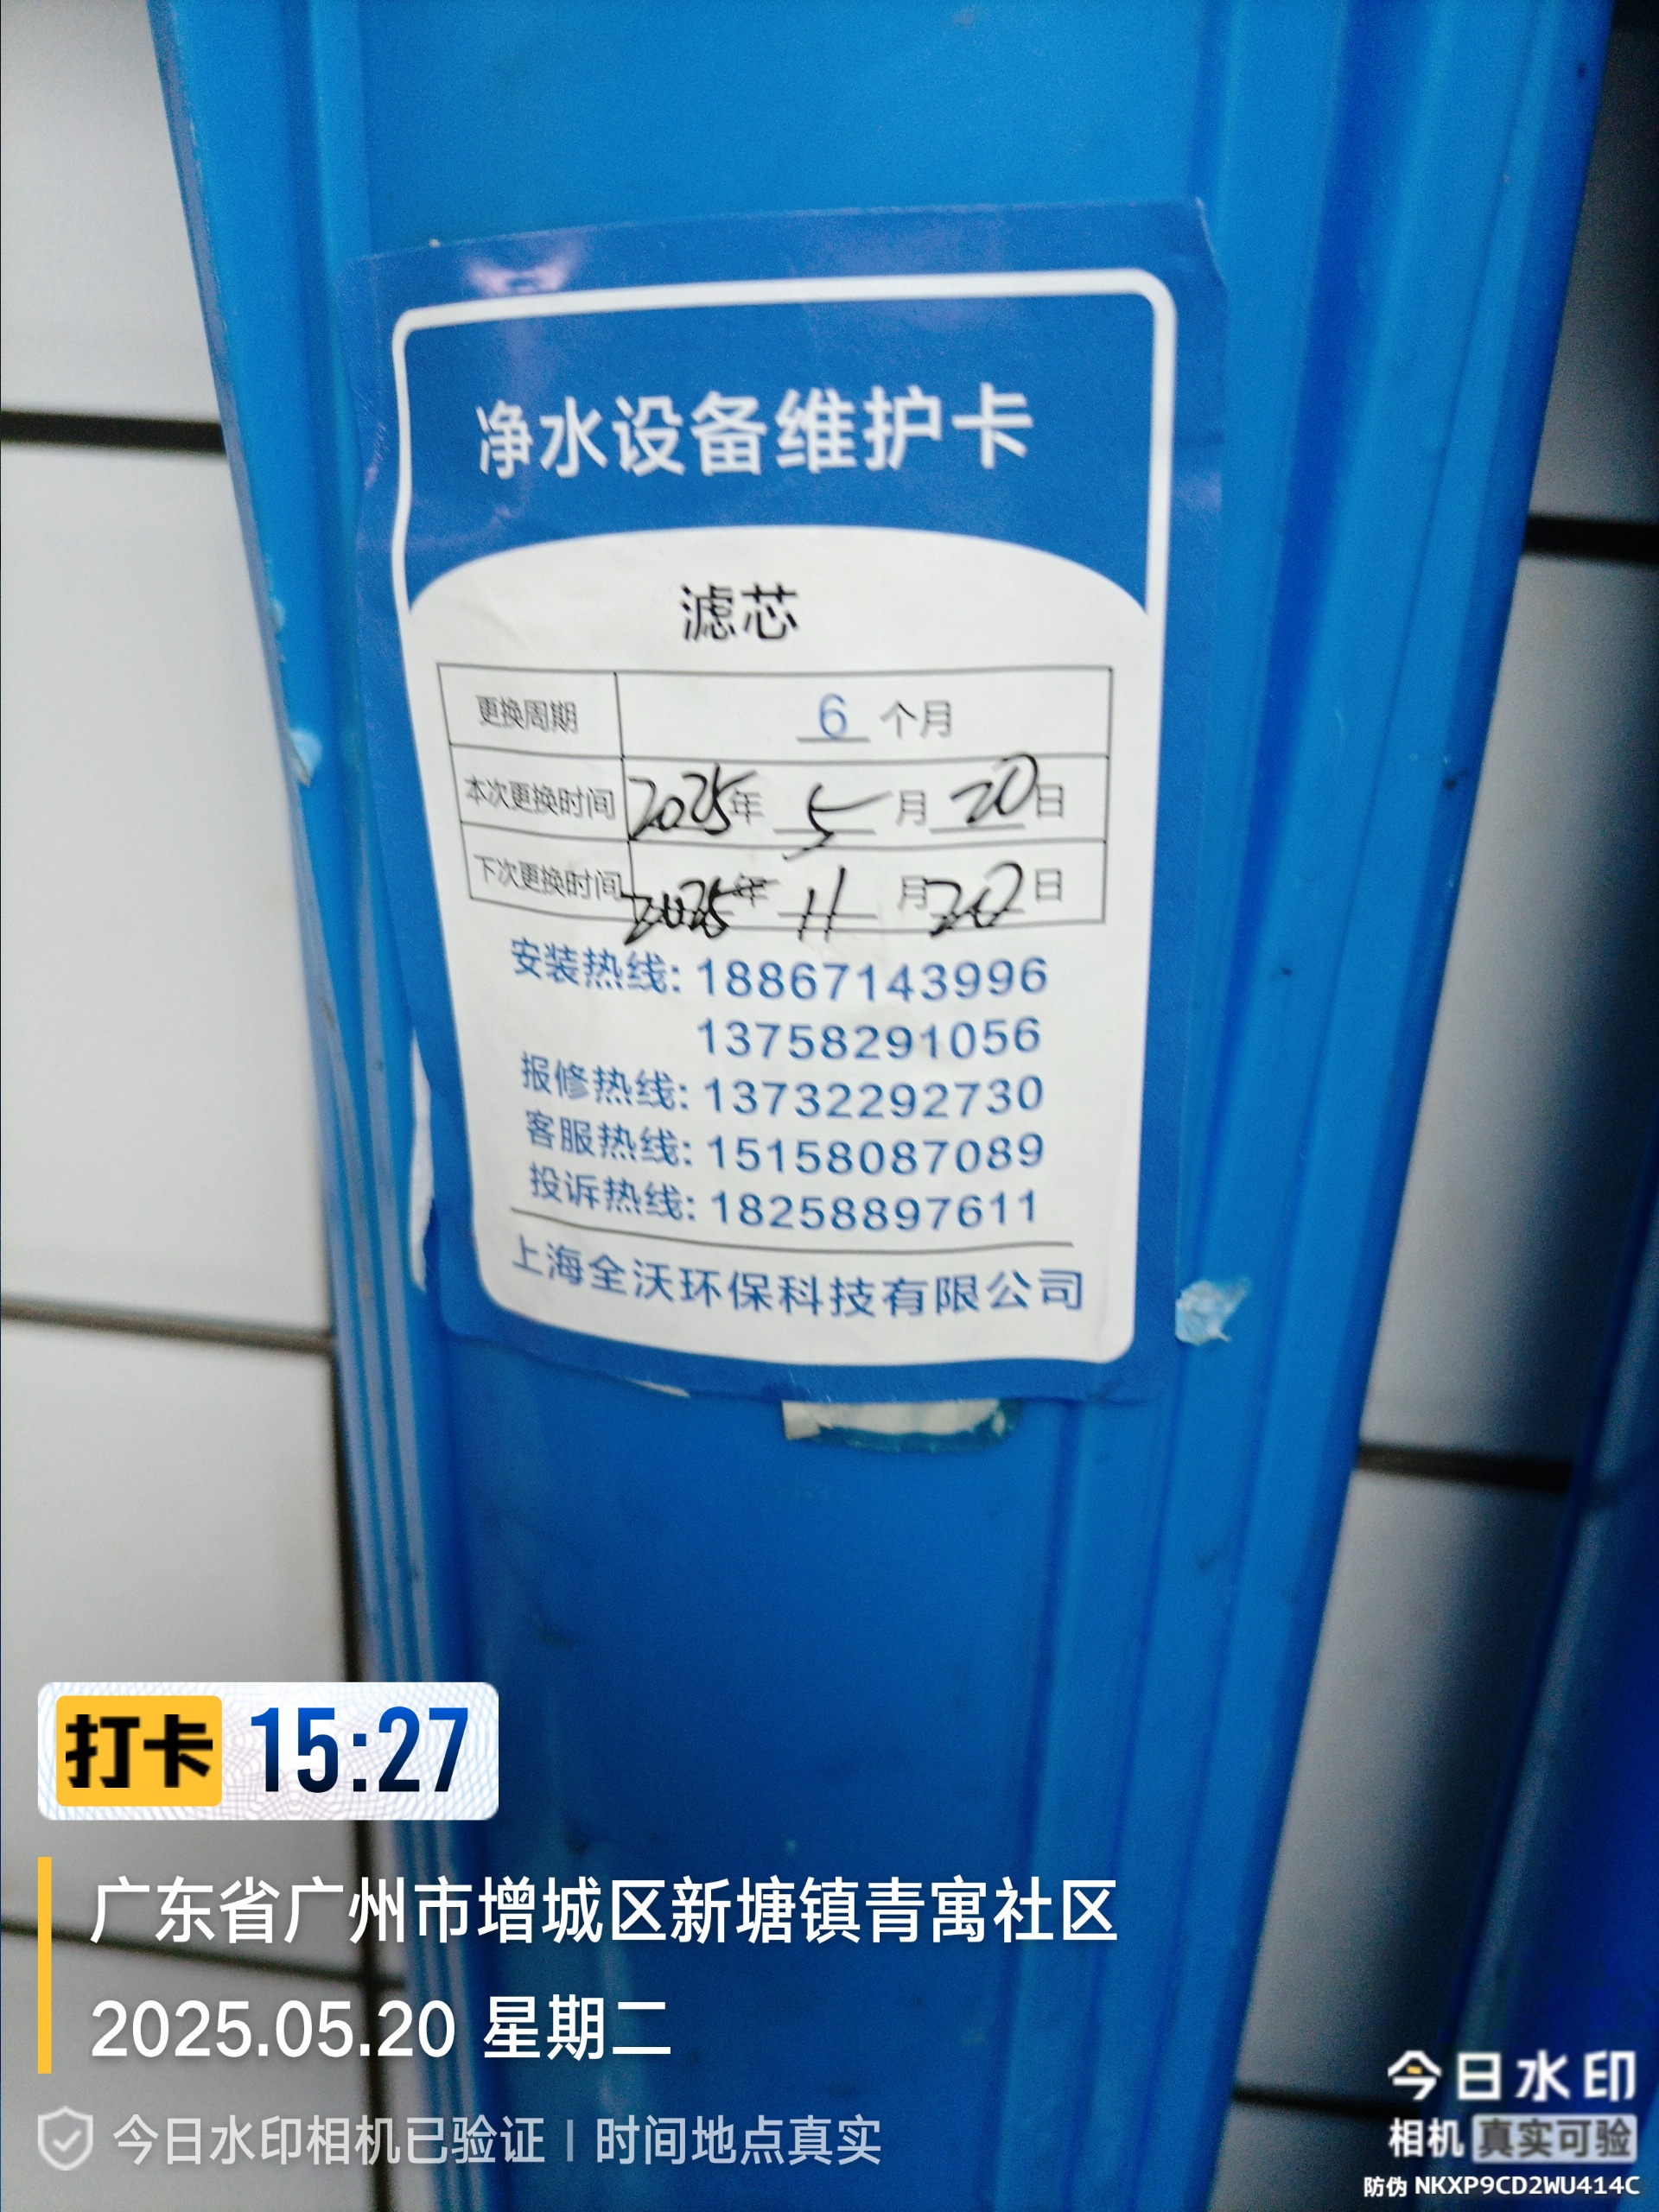 净水设备维护卡
滤芯
更换周期 6 个月
本次更换时间 2025年 5 月 20日
下次更换时间 2025年 11 月 20日
安装热线: 18867143996
13758291056
报修热线: 13732292730
客服热线: 15158087089
投诉热线: 18258897611
上海全沃环保科技有限公司
打卡 15:27
广东省广州市增城区新塘镇青寓社区
2025.05.20 星期二
今日水印相机已验证 | 时间地点真实
今日水印
相机 真实可验
防伪 NKXP9CD2WU414C